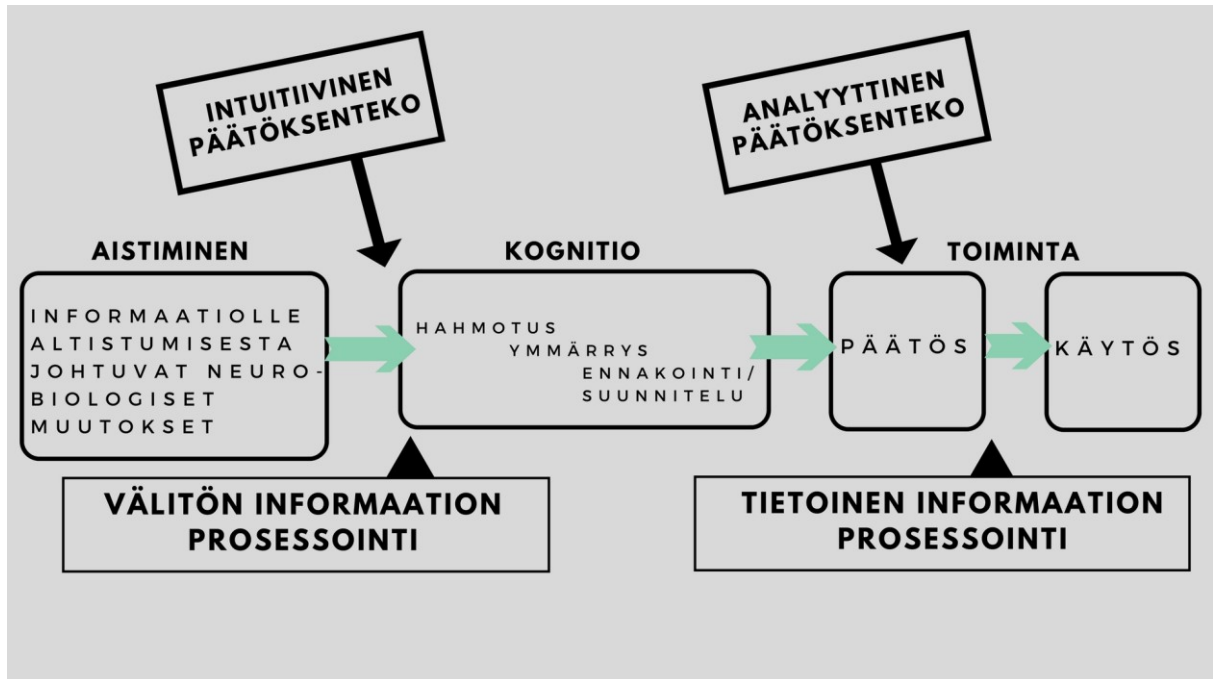 INTUITIIVINEN
PÄÄTÖKSENTEKO
ANALYYTTINEN
PÄÄTÖKSENTEKO
AISTIMINEN
KOGNITIO
TOIMINTA
INFORMAATIOLLE
ALTISTUMISESTA
JOHTUVAT NEURO-
BIOLOGISET
MUUTOKSET
HAHMOTUS
YMMÄRRYS
ENNAKOINTI/
SUUNNITELU
PÄÄTÖS
KÄYTÖS
VÄLITÖN INFORMAATION
PROSESSOINTI
TIETOINEN INFORMAATION
PROSESSOINTI